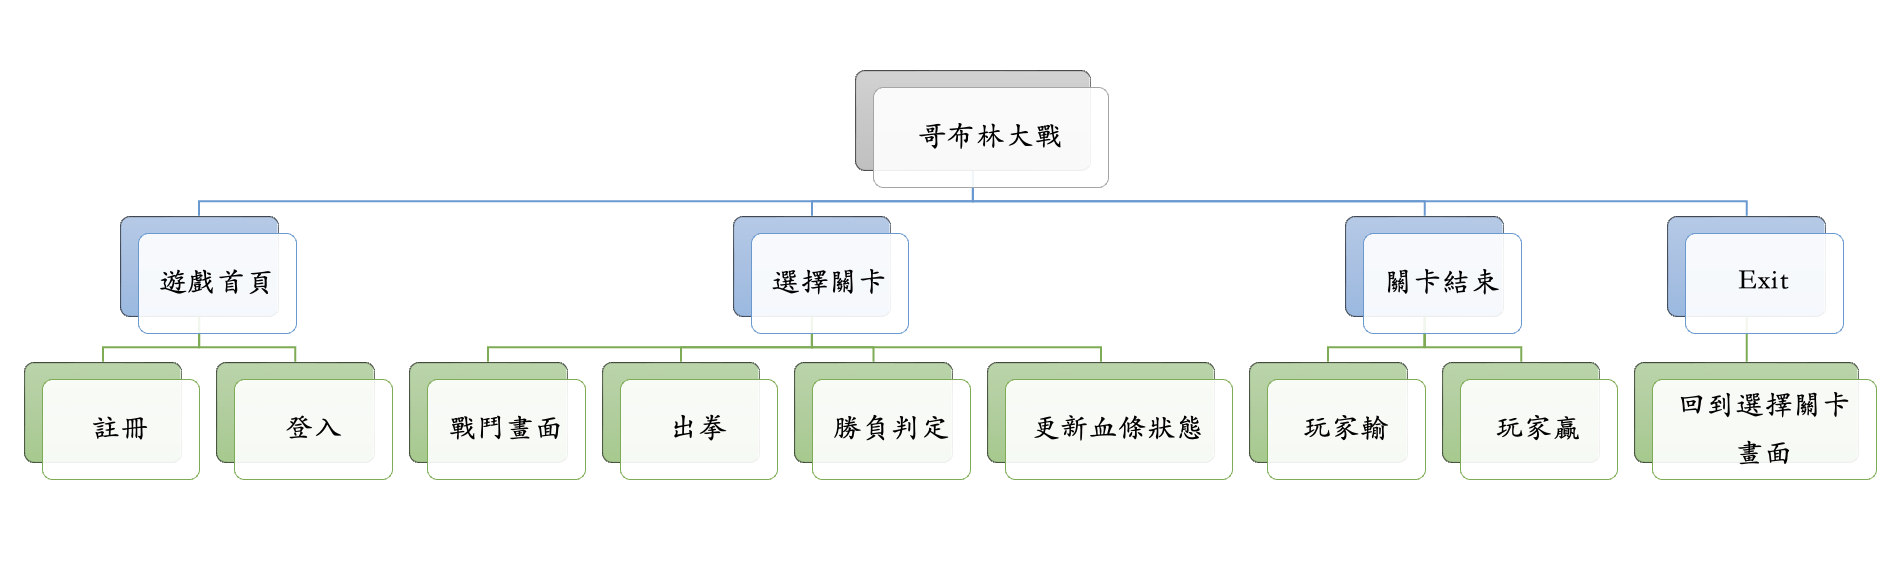 哥布林大戰
遊戲首頁
選擇關卡
關卡結束
Exit
註冊
登入
戰鬥畫面
出拳
勝負判定
更新血條狀態
玩家輸
玩家贏
回到選擇關卡
畫面